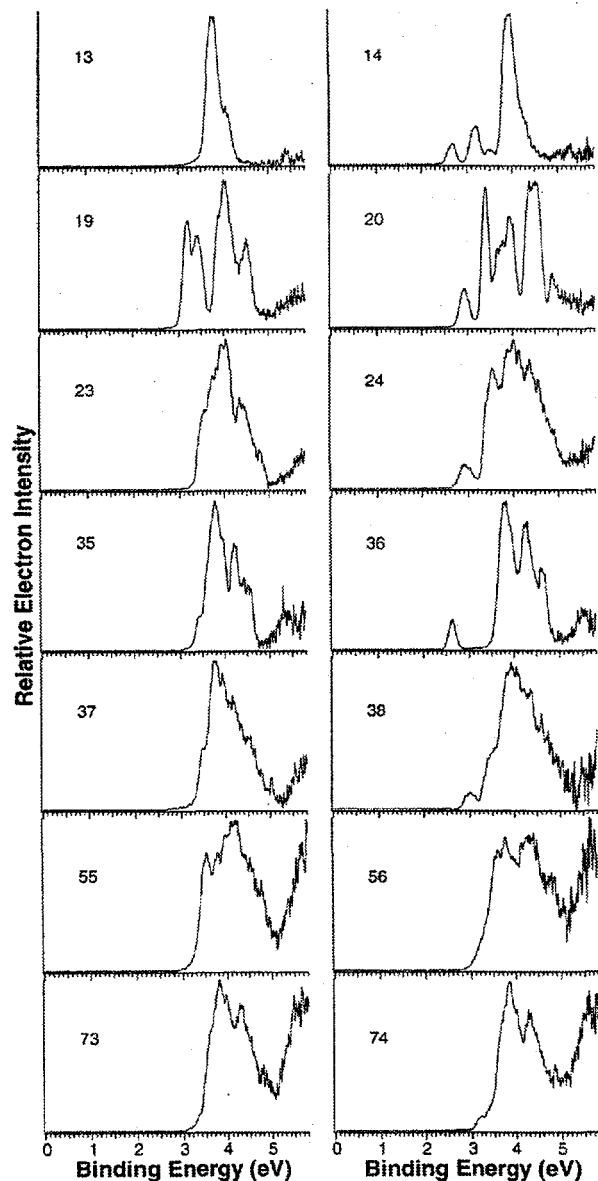 13 14
19 20
23 24
Relative Electron Intensity
35 36
37 38
55 56
73 74
0 1 2 3 4 5 0 1 2 3 4 5
Binding Energy (eV) Binding Energy (eV)